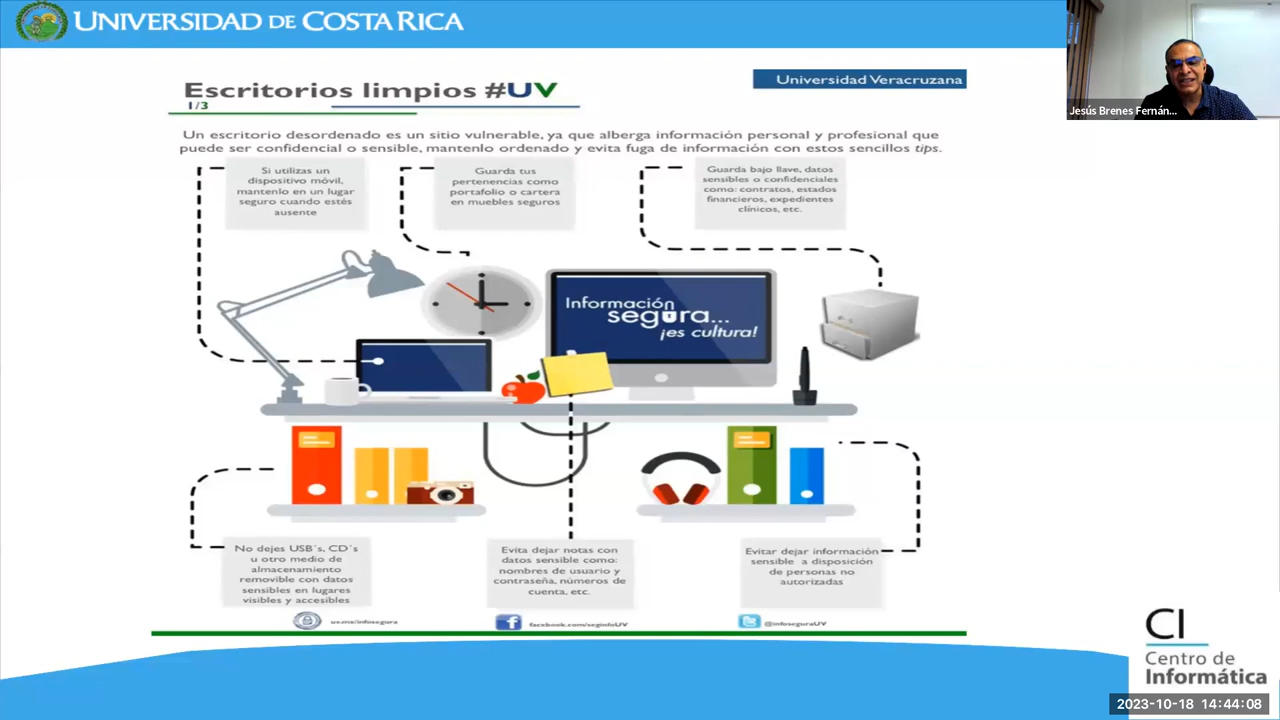 UNIVERSIDAD DE COSTA RICA
Jesús Brenes Fernán...
Escritorios limpios #UV
1/3
Universidad Veracruzana
Un escritorio desordenado es un sitio vulnerable, ya que alberga información personal y profesional que
puede ser confidencial o sensible, mantenlo ordenado y evita fuga de información con estos sencillos tips.
Si utilizas un
dispositivo móvil,
mantenlo en un lugar
seguro cuando estés
ausente
Guarda tus
pertenencias como
portafolio o cartera
en muebles seguros
Guarda bajo llave, datos
sensibles o confidenciales
como: contratos, estados
financieros, expedientes
clínicos, etc.
Información
segura...
¡es cultura!
No dejes USB´s, CD´s
u otro medio de
almacenamiento
removible con datos
sensibles en lugares
visibles y accesibles
Evita dejar notas con
datos sensible como:
nombres de usuario y
contraseña, números de
cuenta, etc.
Evitar dejar información
sensible a disposición
de personas no
autorizadas
uv.mx/infosegura
facebook.com/seginfoUV
@infoseguraUV
CI
Centro de
Informática
2023-10-18 14:44:08